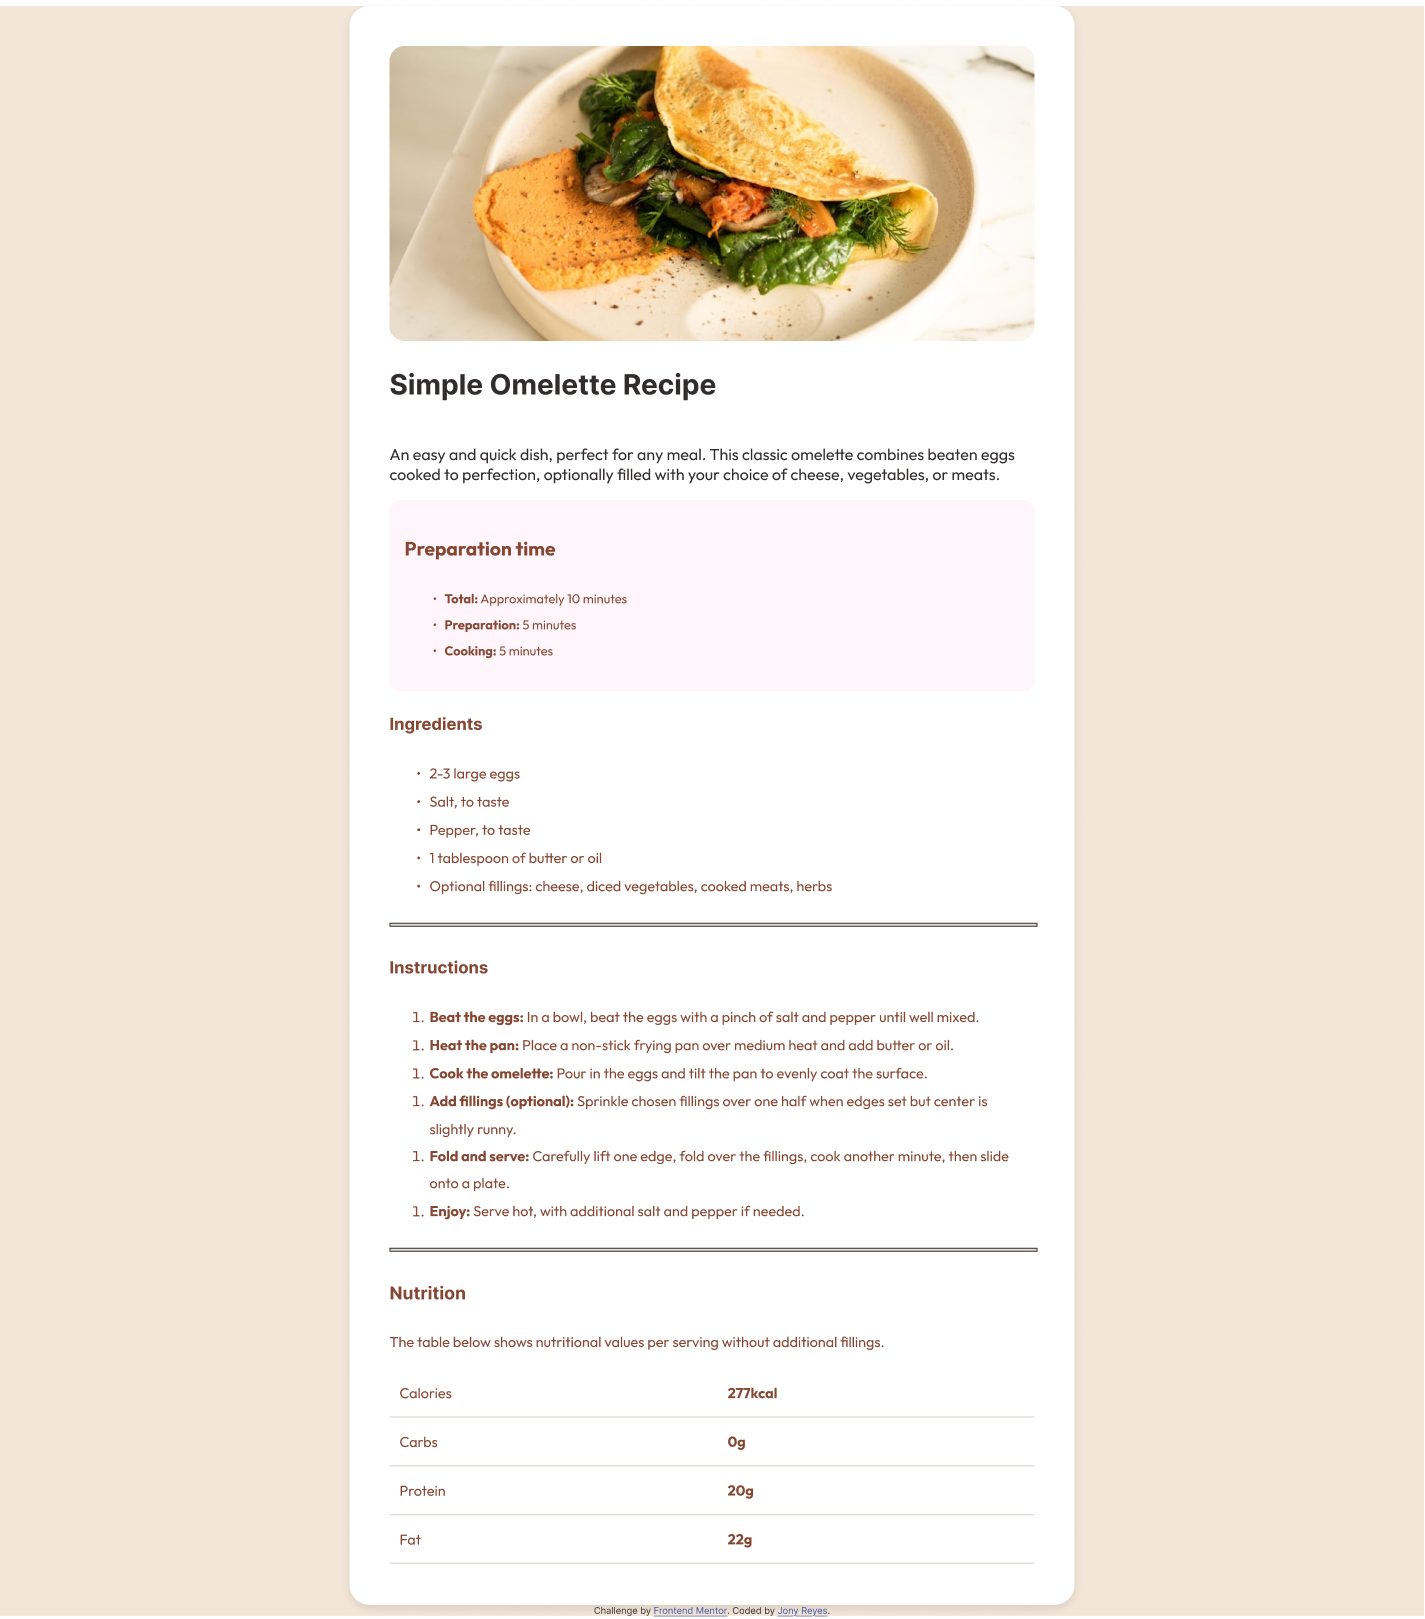 Simple Omelette Recipe
An easy and quick dish, perfect for any meal. This classic omelette combines beaten eggs
cooked to perfection, optionally filled with your choice of cheese, vegetables, or meats.
Preparation time
• Total: Approximately 10 minutes
• Preparation: 5 minutes
• Cooking: 5 minutes
Ingredients
• 2-3 large eggs
• Salt, to taste
• Pepper, to taste
• 1 tablespoon of butter or oil
• Optional fillings: cheese, diced vegetables, cooked meats, herbs
Instructions
1. Beat the eggs: In a bowl, beat the eggs with a pinch of salt and pepper until well mixed.
1. Heat the pan: Place a non-stick frying pan over medium heat and add butter or oil.
1. Cook the omelette: Pour in the eggs and tilt the pan to evenly coat the surface.
1. Add fillings (optional): Sprinkle chosen fillings over one half when edges set but center is
slightly runny.
1. Fold and serve: Carefully lift one edge, fold over the fillings, cook another minute, then slide
onto a plate.
1. Enjoy: Serve hot, with additional salt and pepper if needed.
Nutrition
The table below shows nutritional values per serving without additional fillings.
Calories 277kcal
Carbs 0g
Protein 20g
Fat 22g
Challenge by Frontend Mentor. Coded by Jony Reyes.